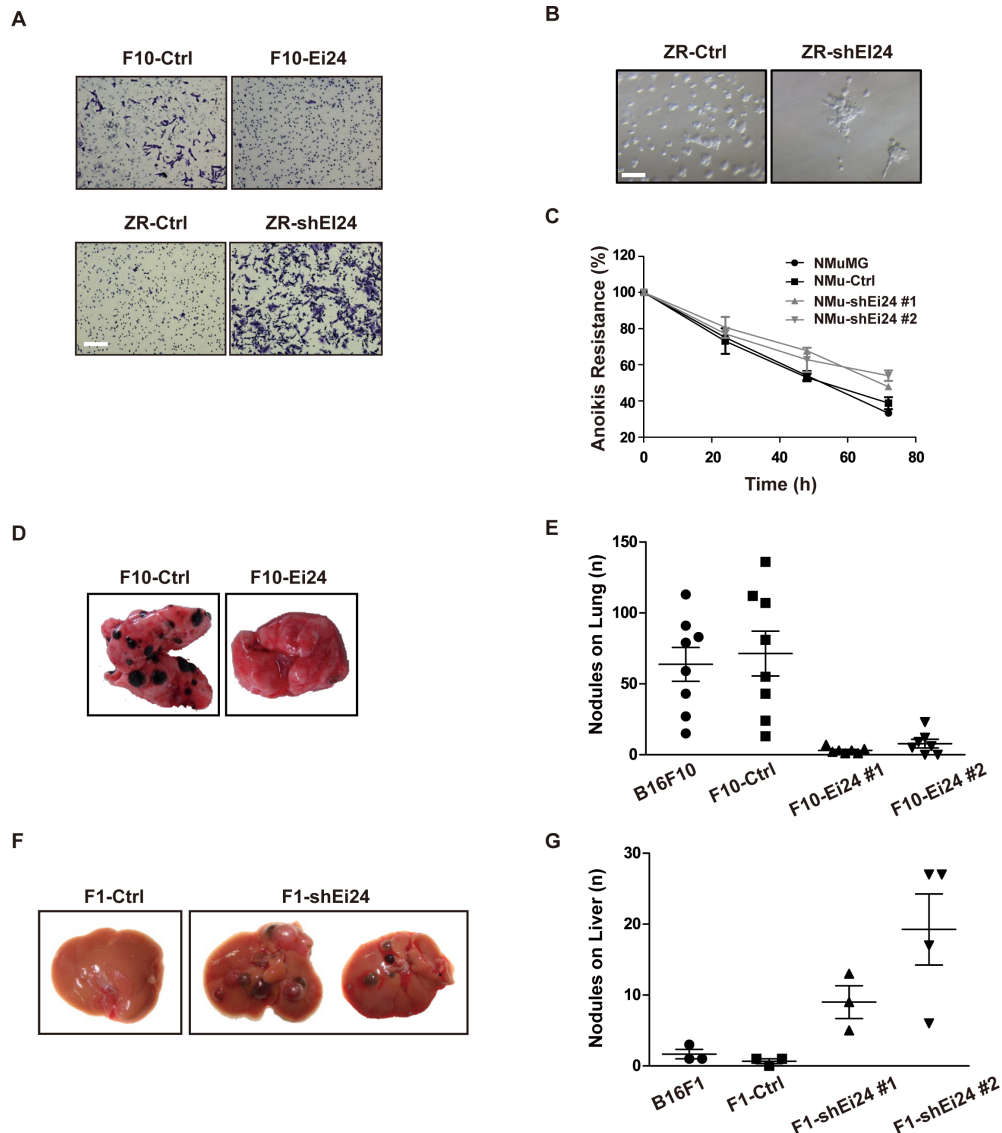 A
F10-Ctrl
F10-Ei24
ZR-Ctrl
ZR-shEI24
B
ZR-Ctrl
ZR-shEI24
C
Anoikis Resistance (%)
120
100
80
60
40
20
0
20
40
60
80
Time (h)
NMuMG
NMu-Ctrl
NMu-shEi24 #1
NMu-shEi24 #2
D
F10-Ctrl
F10-Ei24
E
Nodules on Lung (n)
150
100
50
0
B16F10
F10-Ctrl
F10-Ei24 #1
F10-Ei24 #2
F
F1-Ctrl
F1-shEi24
G
Nodules on Liver (n)
30
20
10
0
B16F1
F1-Ctrl
F1-shEi24 #1
F1-shEi24 #2